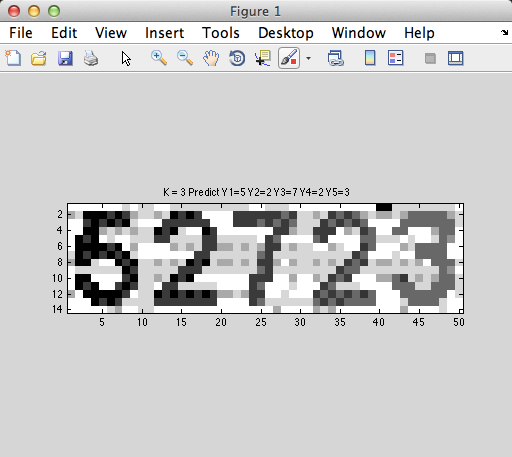 Figure 1
File Edit View Insert Tools Desktop Window Help
K = 3 Predict Y1=5 Y2=2 Y3=7 Y4=2 Y5=3
2
4
6
8
10
12
14
5 10 15 20 25 30 35 40 45 50